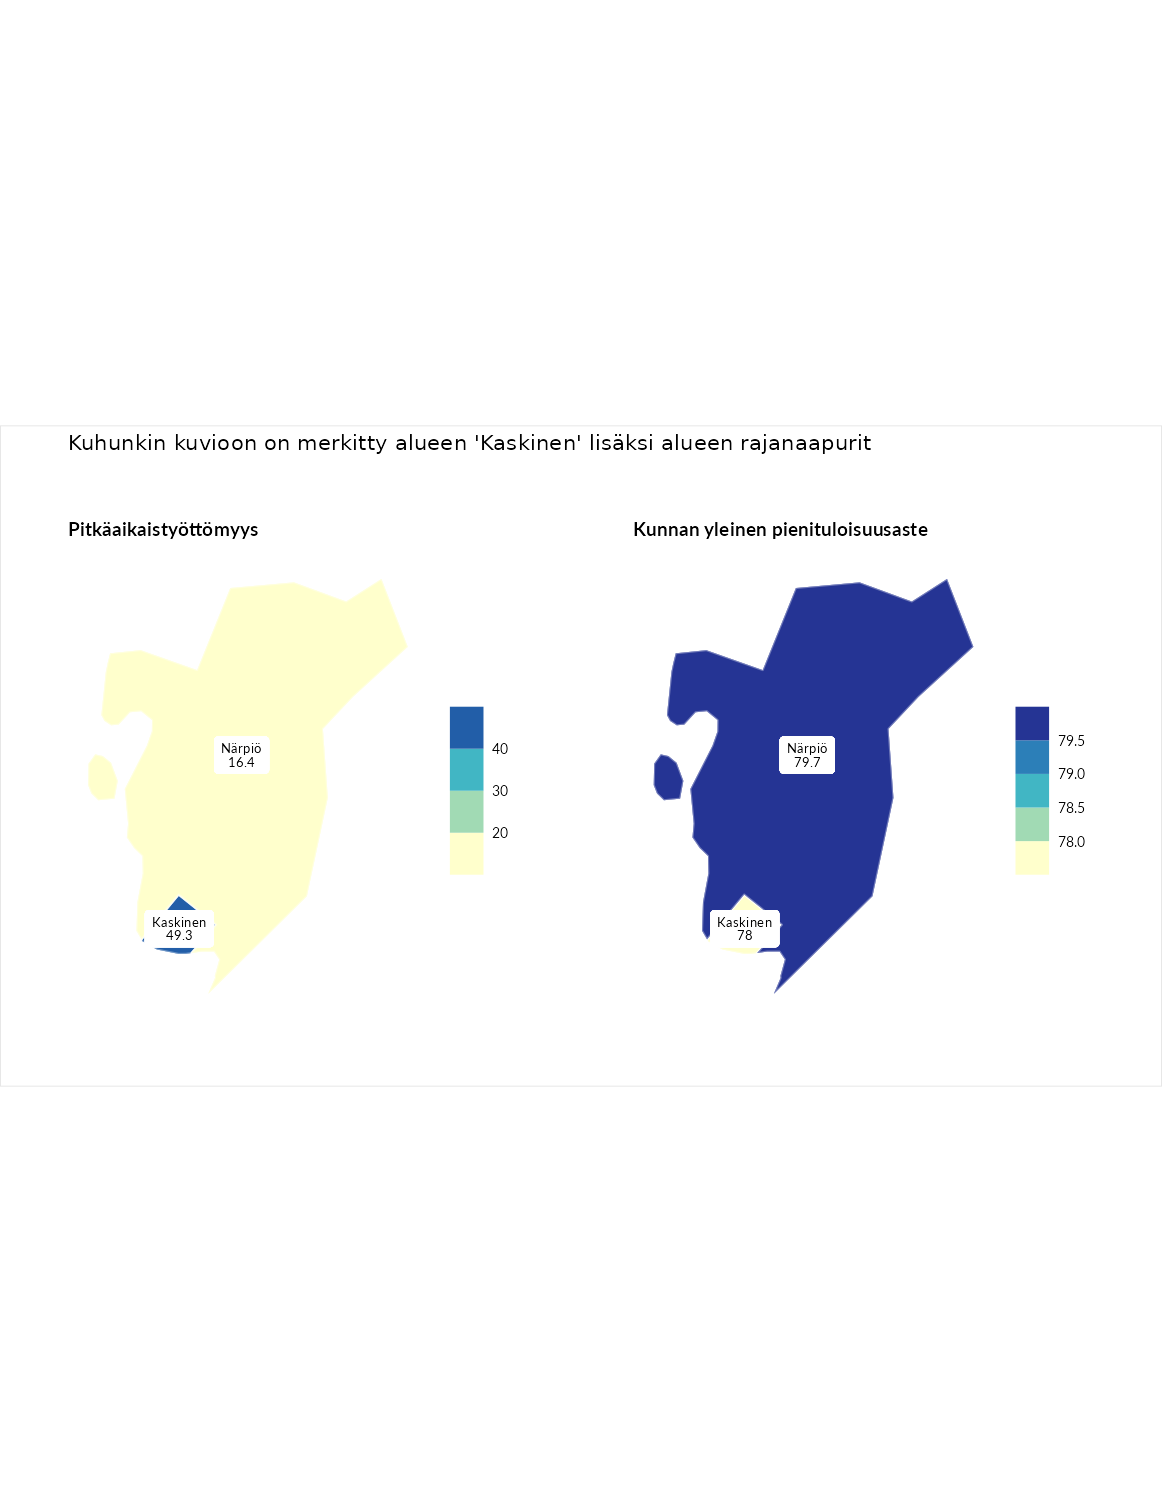 Kuhunkin kuvioon on merkitty alueen 'Kaskinen' lisäksi alueen rajanaapurit
Pitkäaikaistyöttömyys
Närpiö
16.4
Kaskinen
49.3
40
30
20
Kunnan yleinen pienituloisuusaste
Närpiö
79.7
Kaskinen
78
79.5
79.0
78.5
78.0